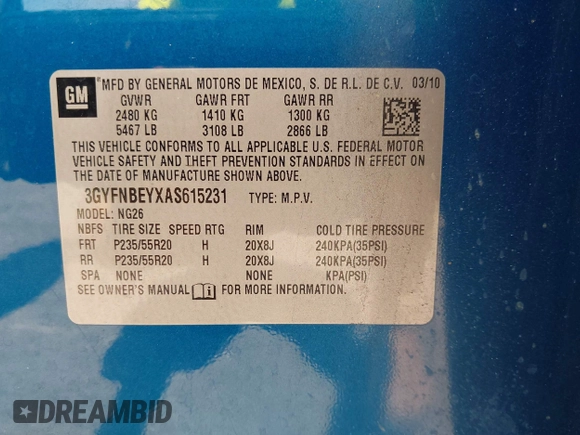 GM
MFD BY GENERAL MOTORS DE MEXICO, S. DE R.L. DE C.V. 03/10
GVWR GAWR FRT GAWR RR
2480 KG 1410 KG 1300 KG
5467 LB 3108 LB 2866 LB
THIS VEHICLE CONFORMS TO ALL APPLICABLE U.S. FEDERAL MOTOR
VEHICLE SAFETY AND THEFT PREVENTION STANDARDS IN EFFECT ON
THE DATE OF MANUFACTURE SHOWN ABOVE.
3GYFNBEYXAS615231 TYPE: M.P.V.
MODEL: NG26
NBFS TIRE SIZE SPEED RTG RIM COLD TIRE PRESSURE
FRT P235/55R20 H 20X8J 240KPA(35PSI)
RR P235/55R20 H 20X8J 240KPA(35PSI)
SPA NONE NONE KPA(PSI)
SEE OWNER'S MANUAL FOR MORE INFORMATION.
DREAMBID